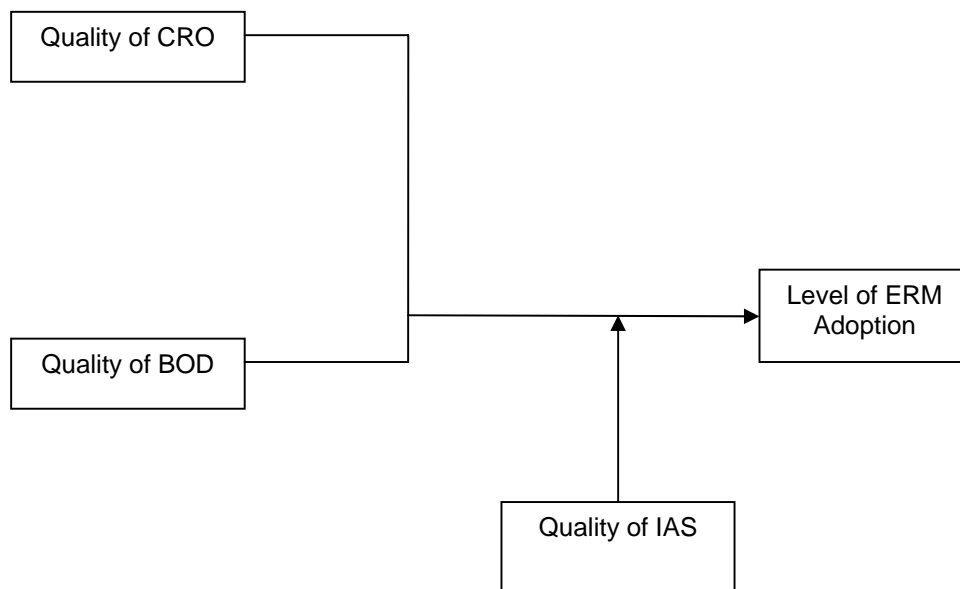 Quality of CRO
Level of ERM
Adoption
Quality of BOD
Quality of IAS